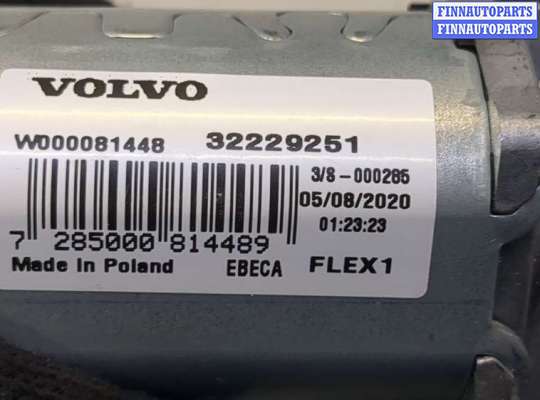 FINNAUTOPARTS
FINNAUTOPARTS
VOLVO
W000081448 32229251
3/8-000285
05/08/2020
01:23:23
7 285000 814489
Made in Poland EBECA FLEX1